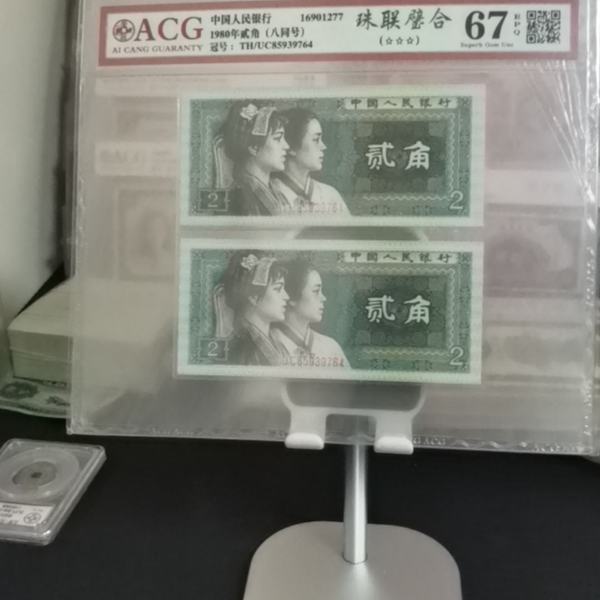 ACG
AI CANG GUARANTY
中国人民银行 16901277
1980年贰角（八同号）
冠号：TH/UC85939764
珠联璧合
(☆☆☆)
67
EPQ
Superb Gem Unc
中国人民银行
贰角
2
2
中国人民银行
贰角
2
2
ACG